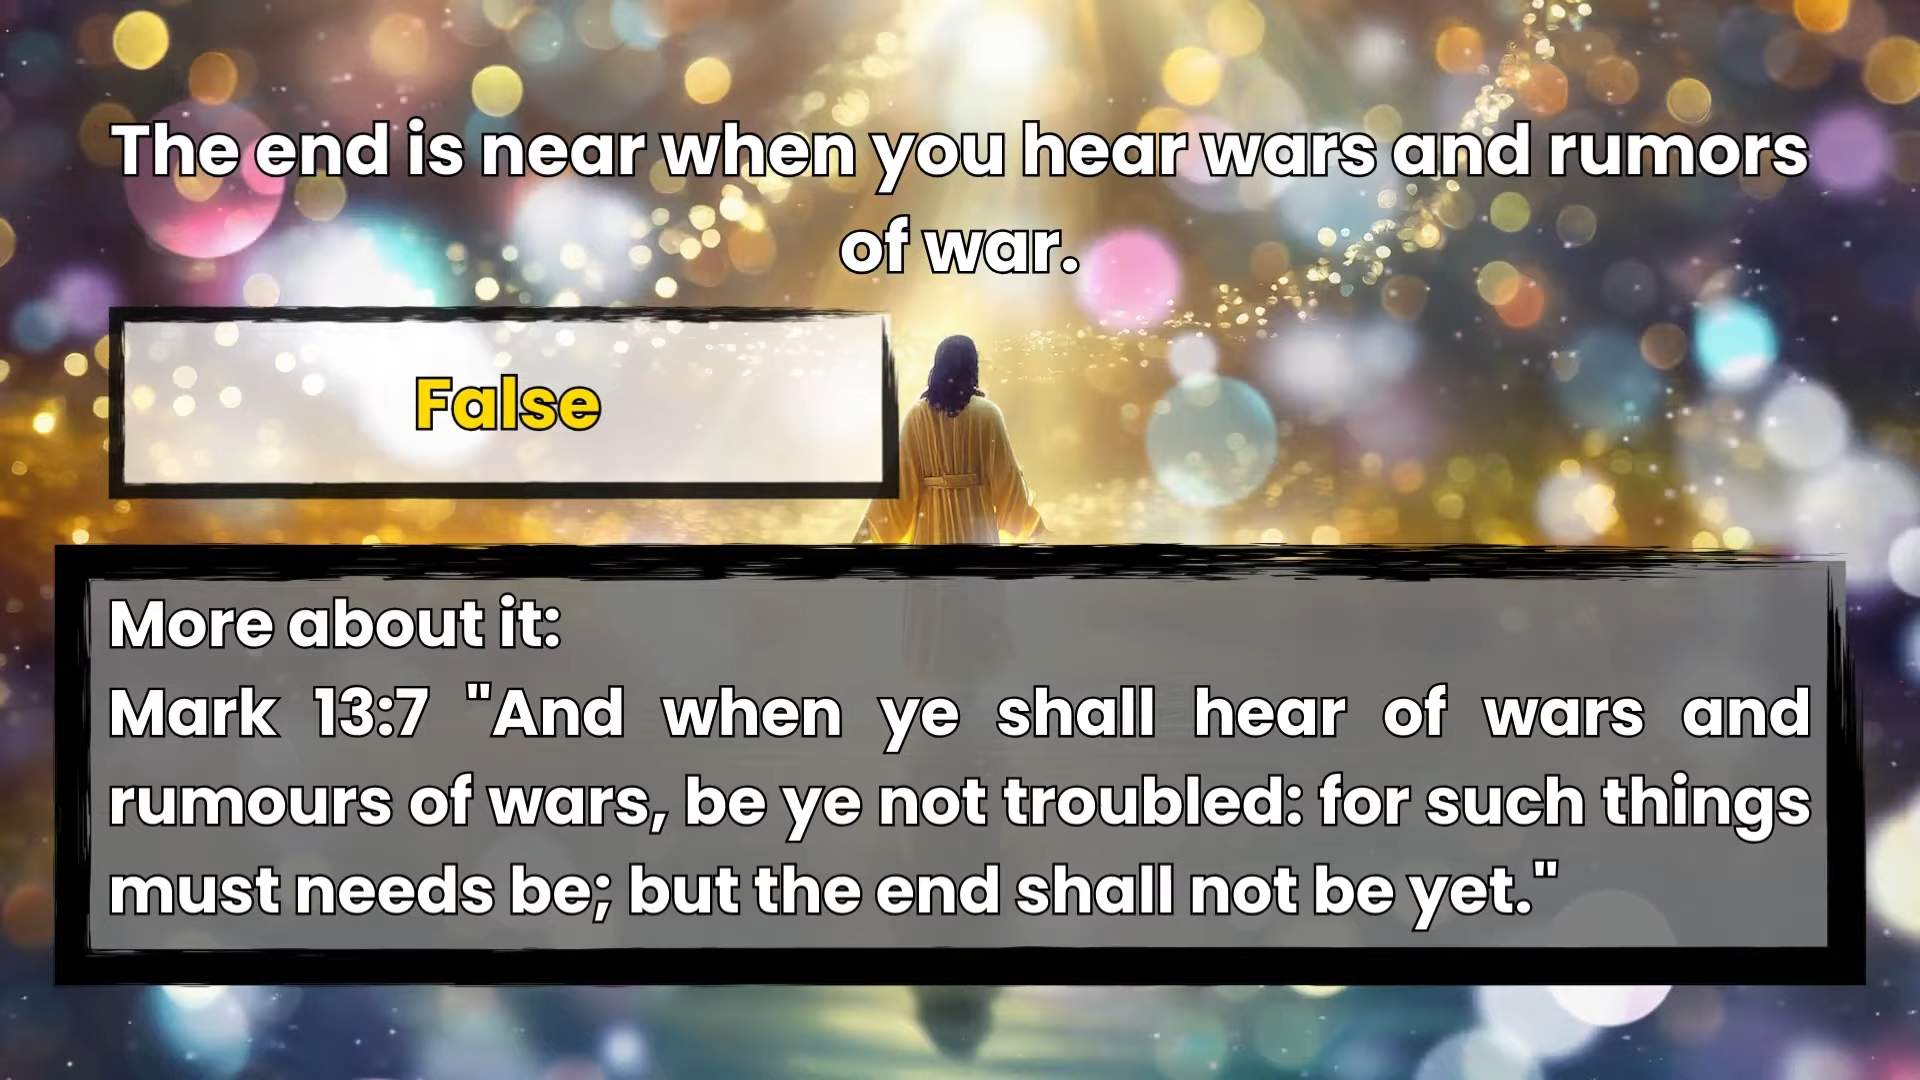 The end is near when you hear wars and rumors
of war.
False
More about it:
Mark 13:7 "And when ye shall hear of wars and
rumours of wars, be ye not troubled: for such things
must needs be; but the end shall not be yet."